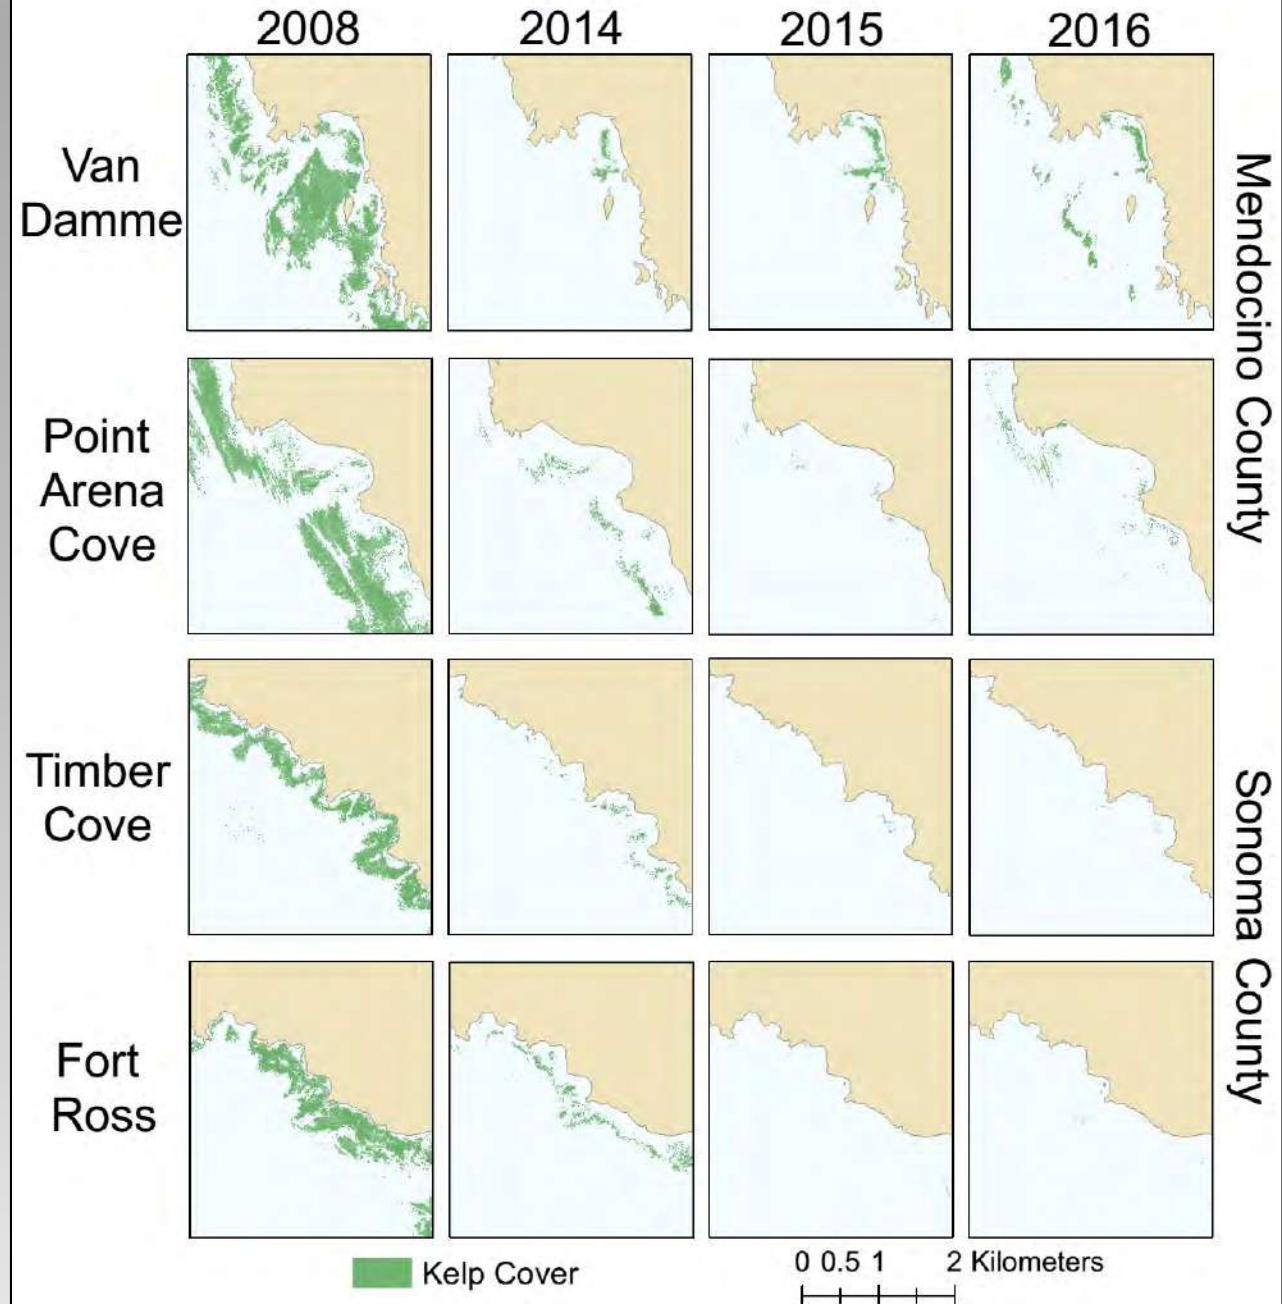 2008 2014 2015 2016
Van
Damme
Point
Arena
Cove
Mendocino County
Timber
Cove
Fort
Ross
Sonoma County
Kelp Cover
0 0.5 1 2 Kilometers